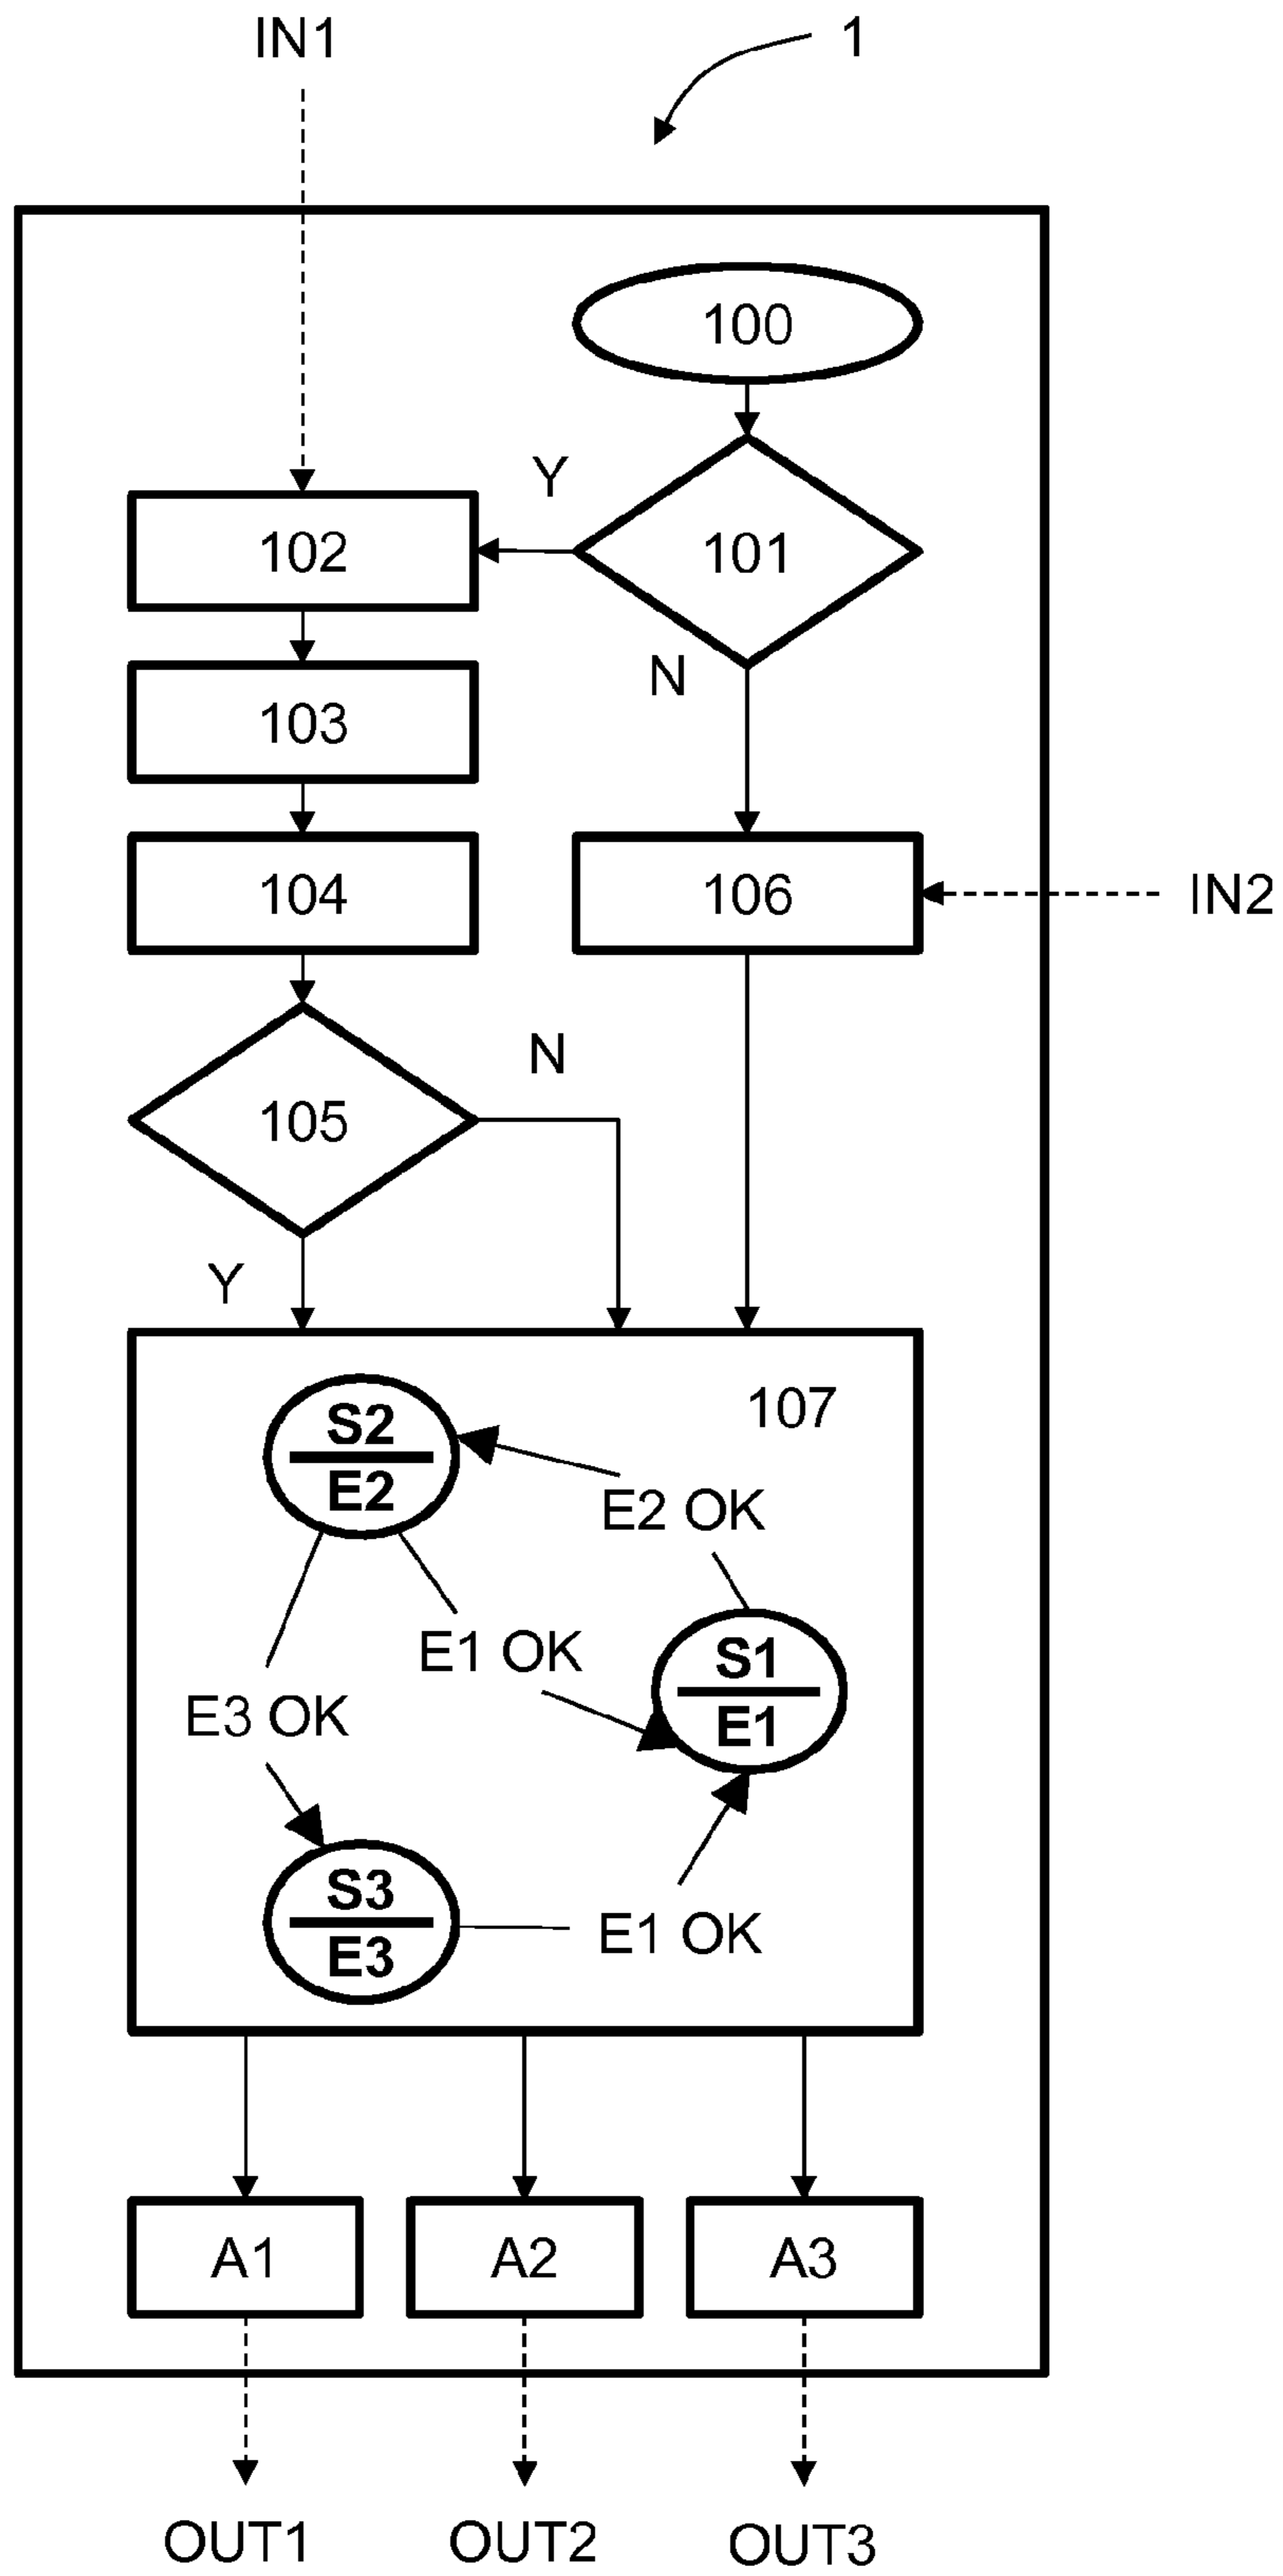 IN1
1
100
Y
102
101
N
103
104
106
IN2
N
105
Y
107
S2
E2
E2 OK
E1 OK
S1
E1
E3 OK
S3
E3
E1 OK
A1
A2
A3
OUT1
OUT2
OUT3